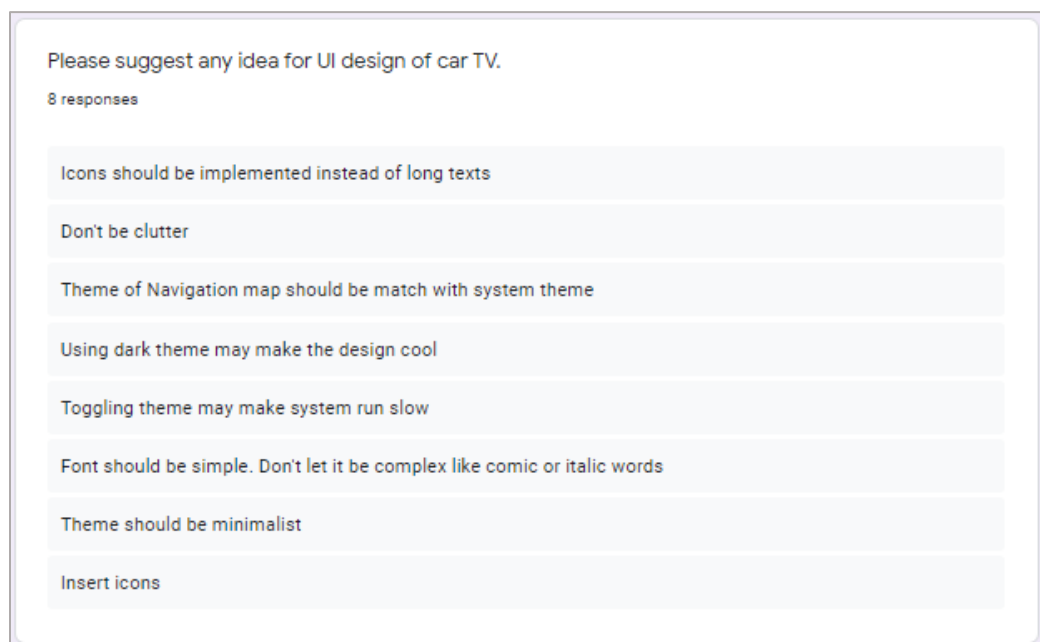 Please suggest any idea for UI design of car TV.
8 responses
Icons should be implemented instead of long texts
Don't be clutter
Theme of Navigation map should be match with system theme
Using dark theme may make the design cool
Toggling theme may make system run slow
Font should be simple. Don't let it be complex like comic or italic words
Theme should be minimalist
Insert icons